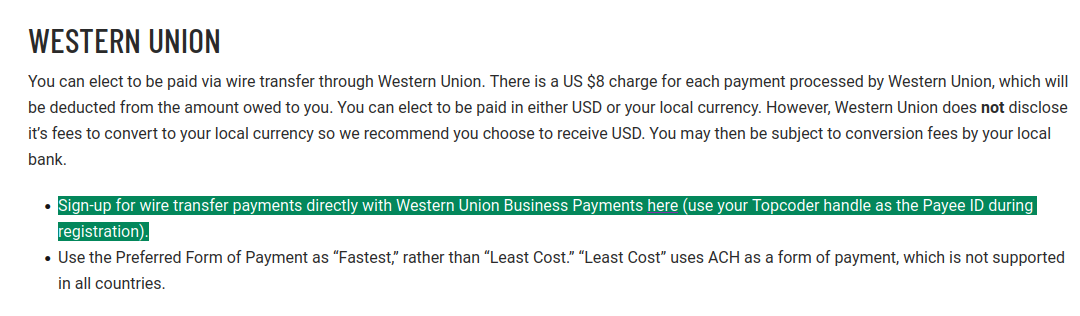 WESTERN UNION
You can elect to be paid via wire transfer through Western Union. There is a US $8 charge for each payment processed by Western Union, which will
be deducted from the amount owed to you. You can elect to be paid in either USD or your local currency. However, Western Union does not disclose
it’s fees to convert to your local currency so we recommend you choose to receive USD. You may then be subject to conversion fees by your local
bank.
• Sign-up for wire transfer payments directly with Western Union Business Payments here (use your Topcoder handle as the Payee ID during
registration).
• Use the Preferred Form of Payment as “Fastest,” rather than “Least Cost.” “Least Cost” uses ACH as a form of payment, which is not supported
in all countries.